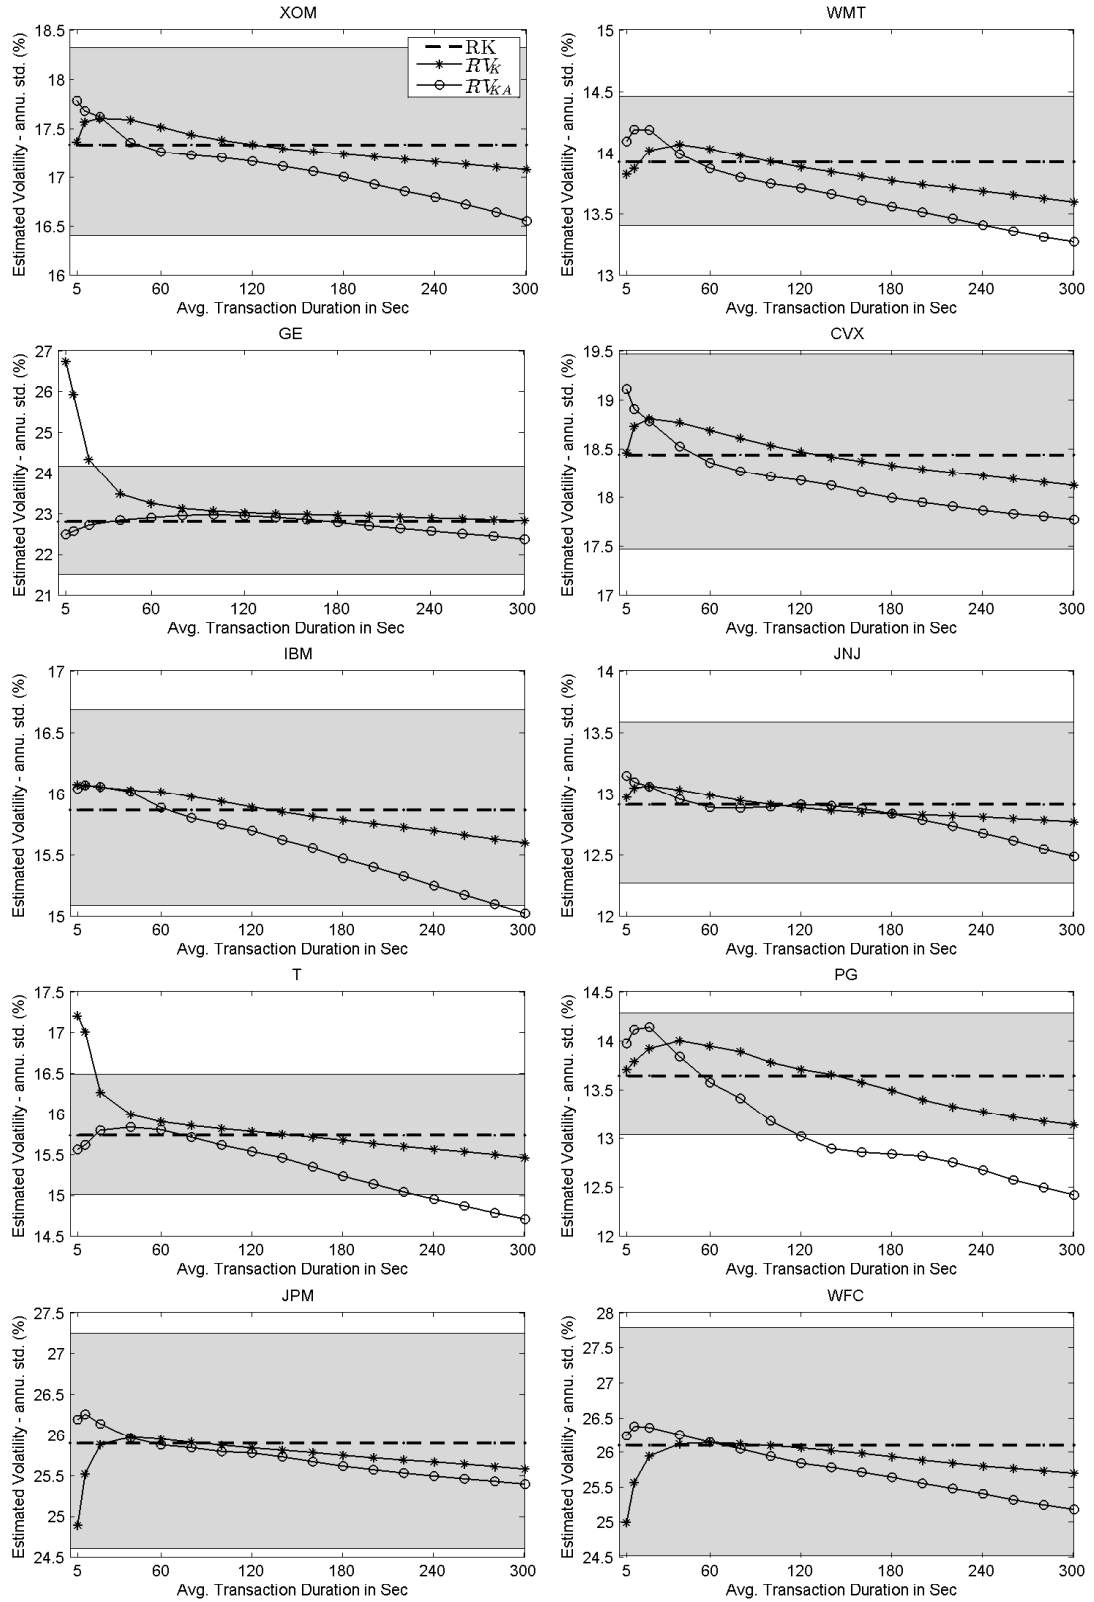 XOM
Estimated Volatility - annu. std. (%)
18.5
18
17.5
17
16.5
16
RK
RV_K
RV_KA
5 60 120 180 240 300
Avg. Transaction Duration in Sec
WMT
Estimated Volatility - annu. std. (%)
15
14.5
14
13.5
13
5 60 120 180 240 300
Avg. Transaction Duration in Sec
GE
Estimated Volatility - annu. std. (%)
27
26
25
24
23
22
21
5 60 120 180 240 300
Avg. Transaction Duration in Sec
CVX
Estimated Volatility - annu. std. (%)
19.5
19
18.5
18
17.5
17
5 60 120 180 240 300
Avg. Transaction Duration in Sec
IBM
Estimated Volatility - annu. std. (%)
17
16.5
16
15.5
15
5 60 120 180 240 300
Avg. Transaction Duration in Sec
JNJ
Estimated Volatility - annu. std. (%)
14
13.5
13
12.5
12
5 60 120 180 240 300
Avg. Transaction Duration in Sec
T
Estimated Volatility - annu. std. (%)
17.5
17
16.5
16
15.5
15
14.5
5 60 120 180 240 300
Avg. Transaction Duration in Sec
PG
Estimated Volatility - annu. std. (%)
14.5
14
13.5
13
12.5
12
5 60 120 180 240 300
Avg. Transaction Duration in Sec
JPM
Estimated Volatility - annu. std. (%)
27.5
27
26.5
26
25.5
25
24.5
5 60 120 180 240 300
Avg. Transaction Duration in Sec
WFC
Estimated Volatility - annu. std. (%)
28
27.5
27
26.5
26
25.5
25
24.5
5 60 120 180 240 300
Avg. Transaction Duration in Sec